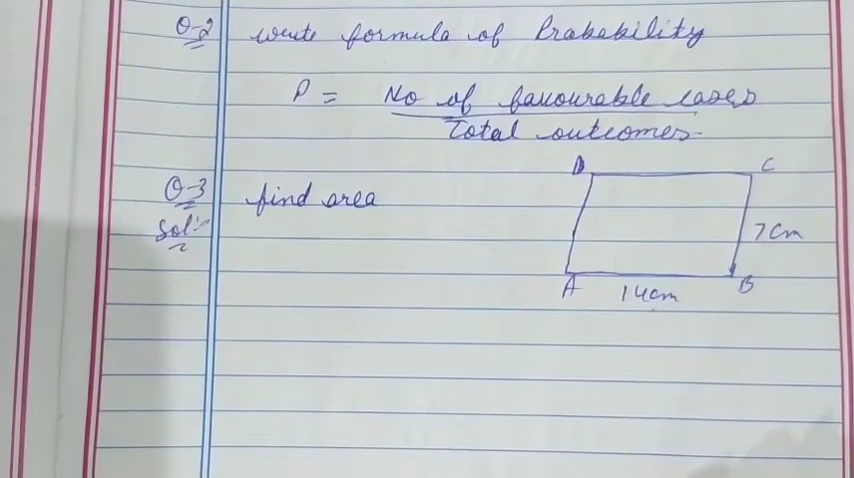 Q-2 Write formula of Probability
P = No of favourable cases
Total outcomes
Q-3 find area
Sol:-
D C
7cm
A 14cm B